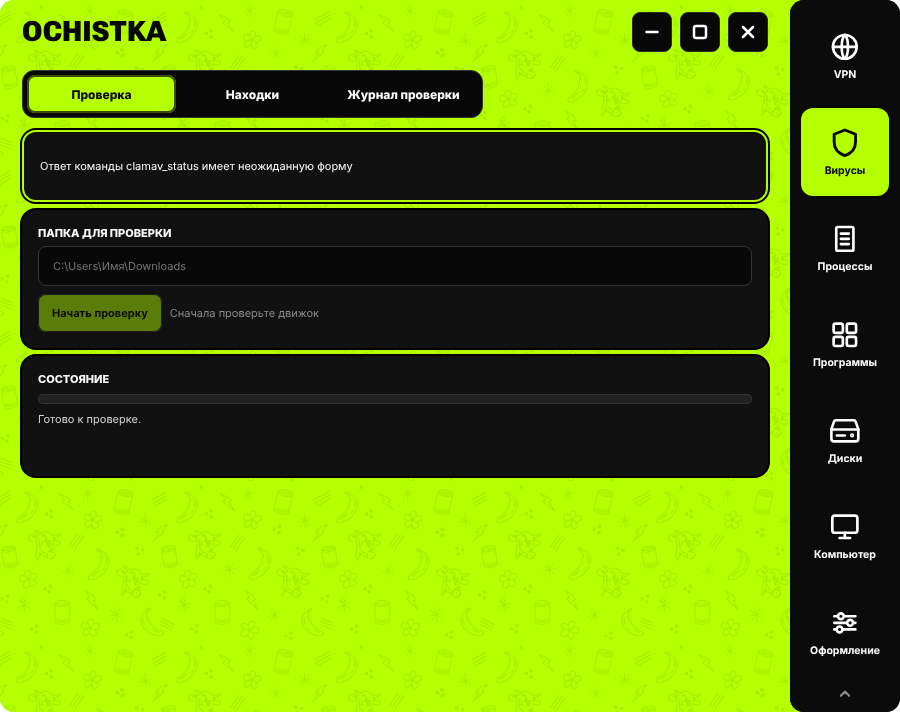 OCHISTKA
Проверка
Находки
Журнал проверки
Ответ команды clamav_status имеет неожиданную форму
ПАПКА ДЛЯ ПРОВЕРКИ
C:\Users\Имя\Downloads
Начать проверку
Сначала проверьте движок
СОСТОЯНИЕ
Готово к проверке.
VPN
Вирусы
Процессы
Программы
Диски
Компьютер
Оформление